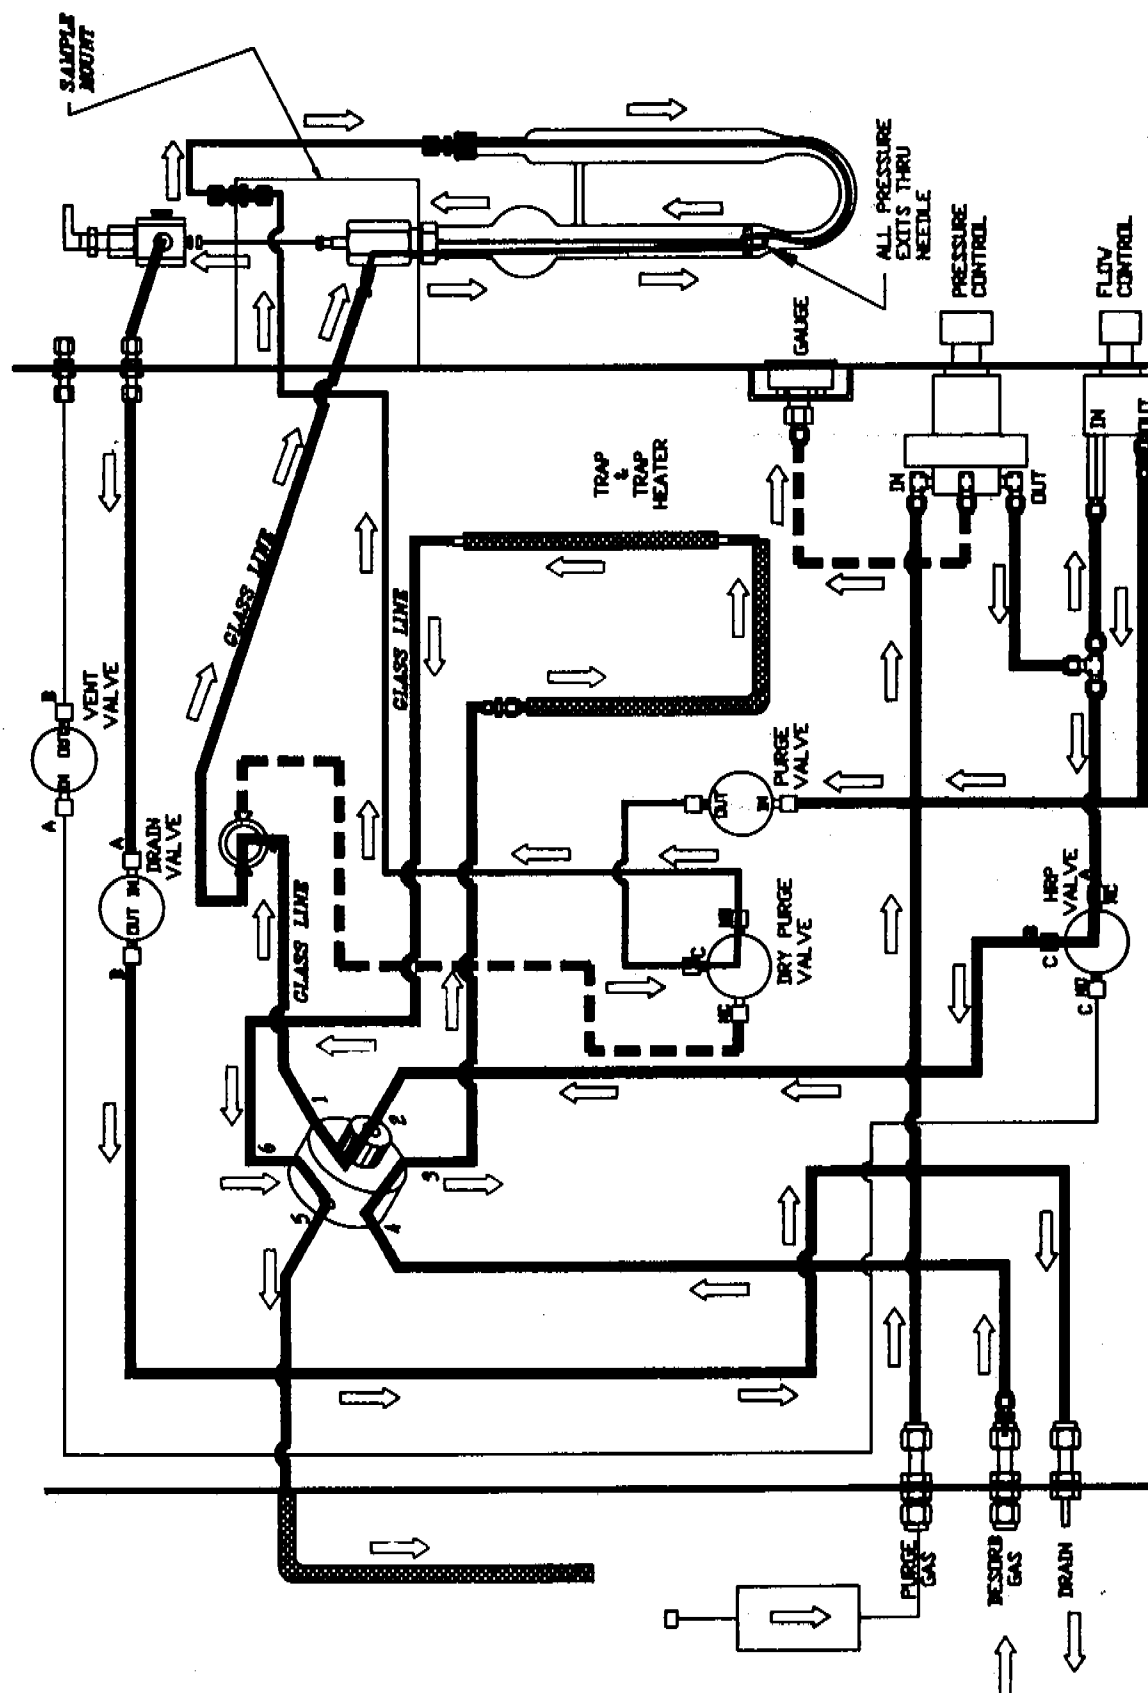 SAMPLE
MOUNT
ALL PRESSURE
EXITS THRU
NEEDLE
PRESSURE
CONTROL
FLOW
CONTROL
GAUGE
IN
OUT
IN
OUT
TRAP
&
TRAP
HEATER
GLASS LINE
GLASS LINE
GLASS LINE
A
IN
OUT
B
VENT
VALVE
A
IN
OUT
B
DRAIN
VALVE
OUT
IN
PURGE
VALVE
C
NO
NC
DRY PURGE
VALVE
HRP
VALVE
A
NC
B
C
C
NO
1
2
3
4
5
6
PURGE
GAS
DESORB
GAS
DRAIN